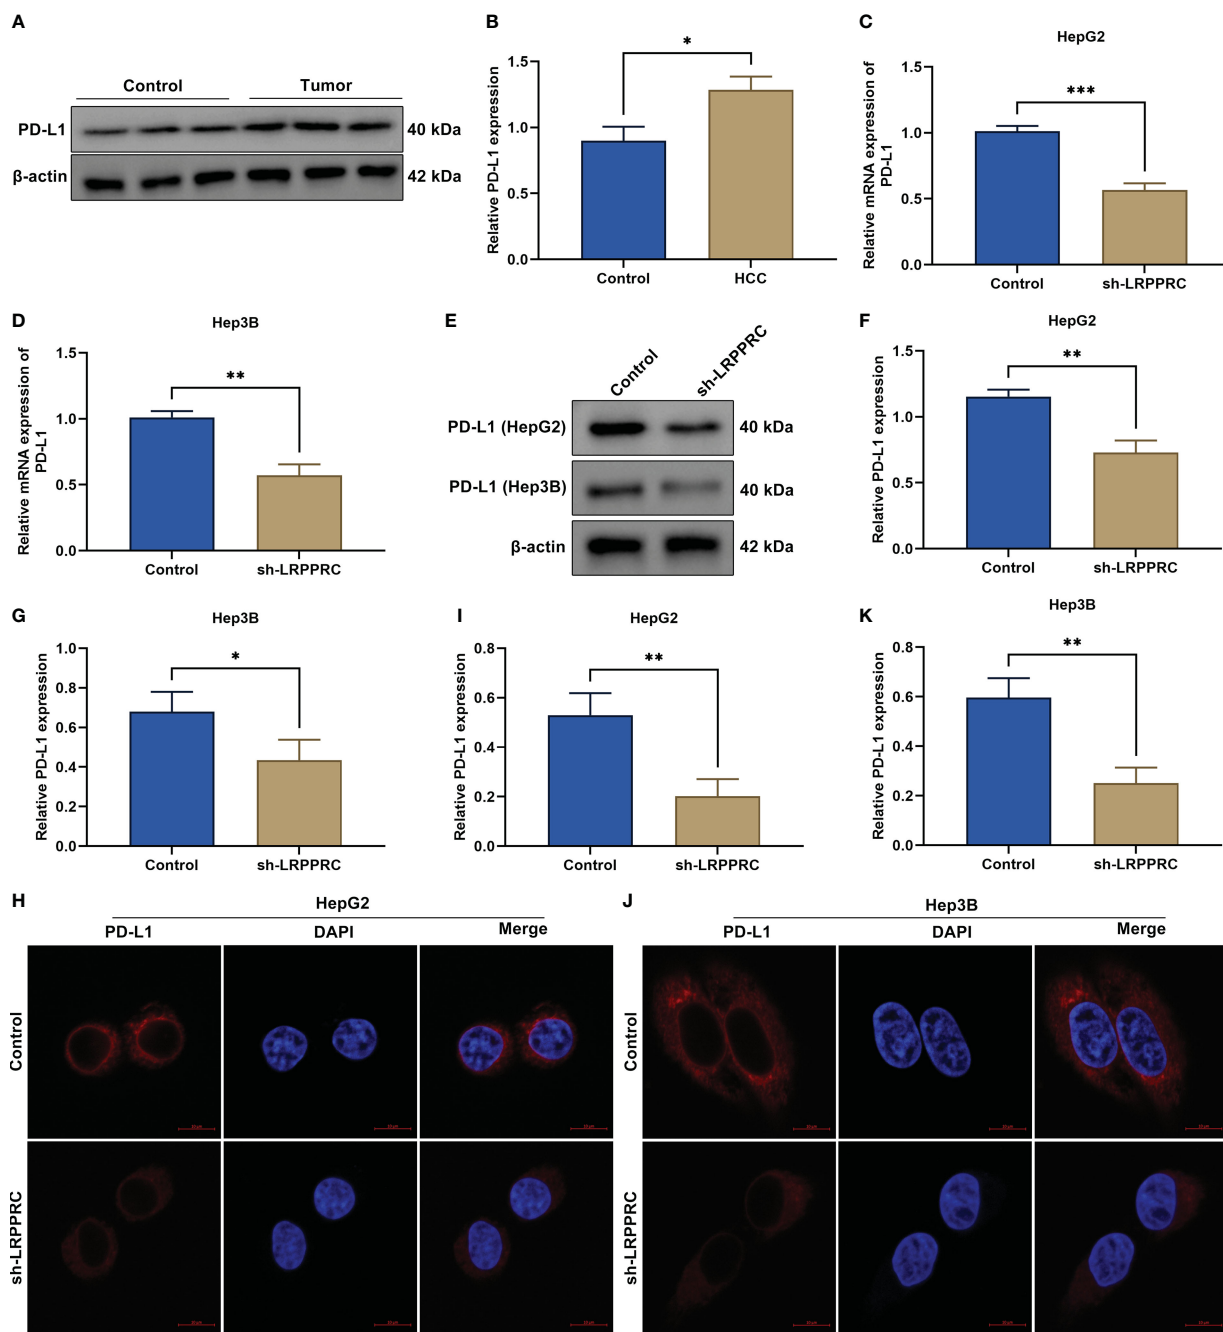 A
Control
Tumor
PD-L1
40 kDa
β-actin
42 kDa
B
Relative PD-L1 expression
1.5
1.0
0.5
0.0
*
Control
HCC
C
HepG2
Relative mRNA expression of
PD-L1
1.5
1.0
0.5
0.0
***
Control
sh-LRPPRC
D
Hep3B
Relative mRNA expression of
PD-L1
1.5
1.0
0.5
0.0
**
Control
sh-LRPPRC
E
Control
sh-LRPPRC
PD-L1 (HepG2)
40 kDa
PD-L1 (Hep3B)
40 kDa
β-actin
42 kDa
F
HepG2
Relative PD-L1 expression
1.5
1.0
0.5
0.0
**
Control
sh-LRPPRC
G
Hep3B
Relative PD-L1 expression
1.0
0.8
0.6
0.4
0.2
0.0
*
Control
sh-LRPPRC
I
HepG2
Relative PD-L1 expression
0.8
0.6
0.4
0.2
0.0
**
Control
sh-LRPPRC
K
Hep3B
Relative PD-L1 expression
0.8
0.6
0.4
0.2
0.0
**
Control
sh-LRPPRC
H
HepG2
PD-L1
DAPI
Merge
Control
sh-LRPPRC
J
Hep3B
PD-L1
DAPI
Merge
Control
sh-LRPPRC